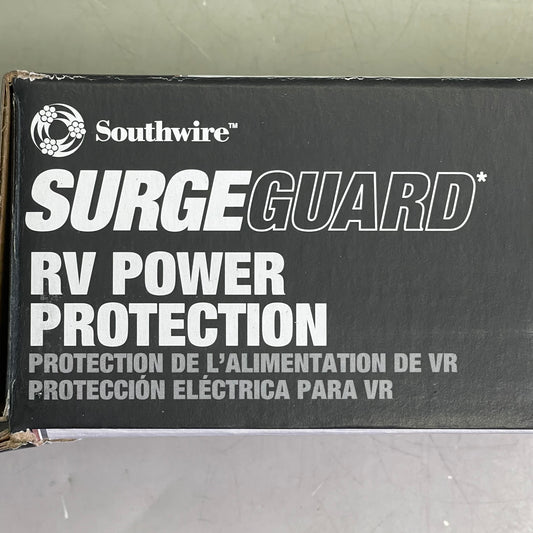 Southwire™
SURGEGUARD*
RV POWER
PROTECTION
PROTECTION DE L'ALIMENTATION DE VR
PROTECCIÓN ELÉCTRICA PARA VR